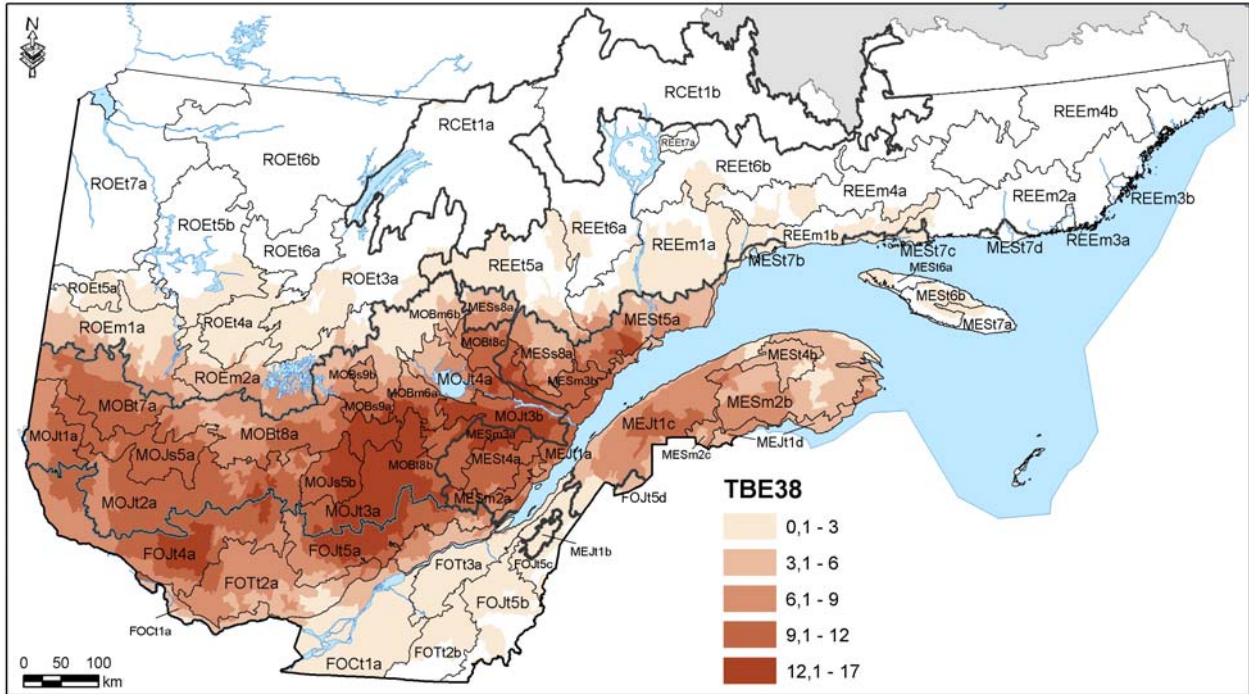 N
RCEt1b
RCEt1a
REEm4b
REEt7a
ROEt6b
REEt6b
ROEt7a
REEm4a
REEm2a
REEm3b
ROEt5b
REEt6a
ROEt6a
REEm1a
REEm1b
MESt7c
MESt7d
REEm3a
MESt7b
REEt5a
ROEt3a
MESt6a
ROEt5a
MESt6b
MESs8a
MESt7a
MOBm6b
MESt5a
ROEm1a
ROEt4a
MOBt8c
MESs8a
MESt4b
ROEm2a
MOBs9b
MOJt4a
MESm3b
MOBm6a
MESm2b
MOBt7a
MOBs9a
MOJt3b
MEJt1c
MOJt1a
MOBt8a
MESm3a
MEJt1d
MOJs5a
MEJt1a
MESm2c
MESt4a
MOBt8b
MOJs5b
FOJt5d
MOJt2a
MESm2a
MOJt3a
TBE38
FOJt4a
FOJt5a
MEJt1b
FOTt3a
FOJt5c
FOTt2a
FOJt5b
FOCt1a
FOTt2b
FOCt1a
0,1 - 3
3,1 - 6
6,1 - 9
9,1 - 12
12,1 - 17
0 50 100
km